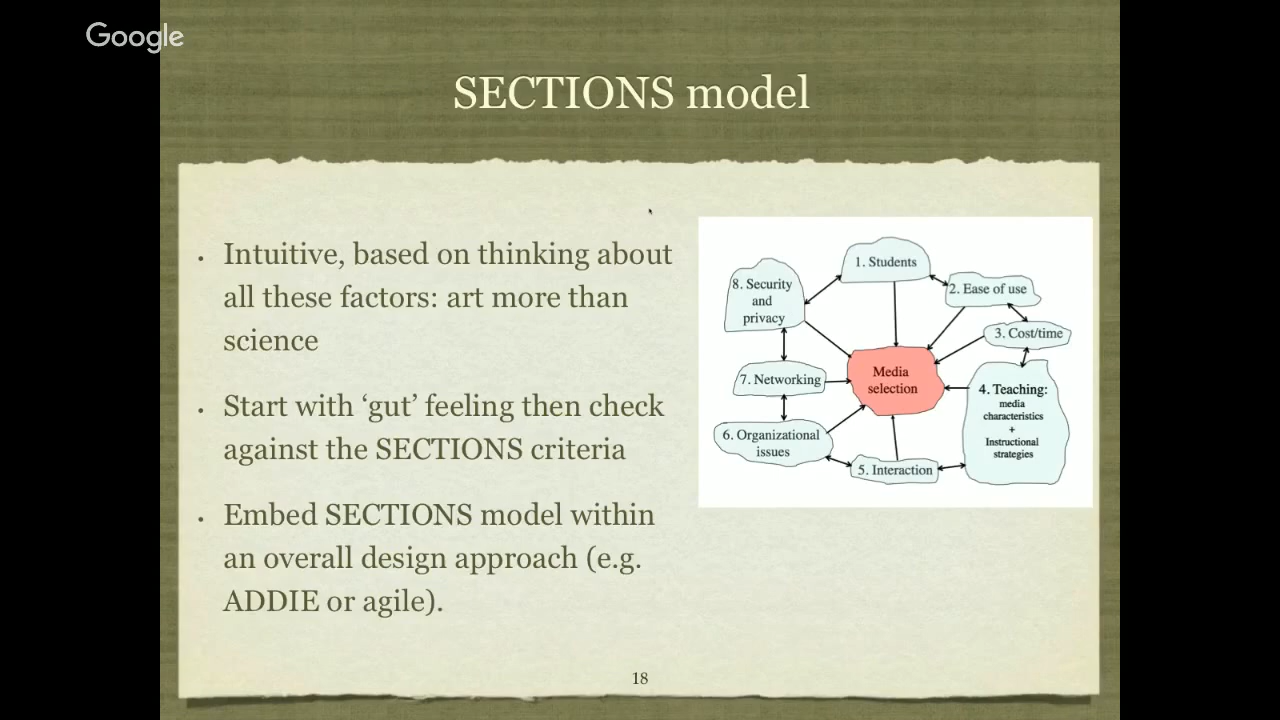 Google
SECTIONS model
• Intuitive, based on thinking about
all these factors: art more than
science
• Start with ‘gut’ feeling then check
against the SECTIONS criteria
• Embed SECTIONS model within
an overall design approach (e.g.
ADDIE or agile).
1. Students
2. Ease of use
3. Cost/time
4. Teaching:
media
characteristics
+
Instructional
strategies
5. Interaction
6. Organizational
issues
7. Networking
8. Security
and
privacy
Media
selection
18